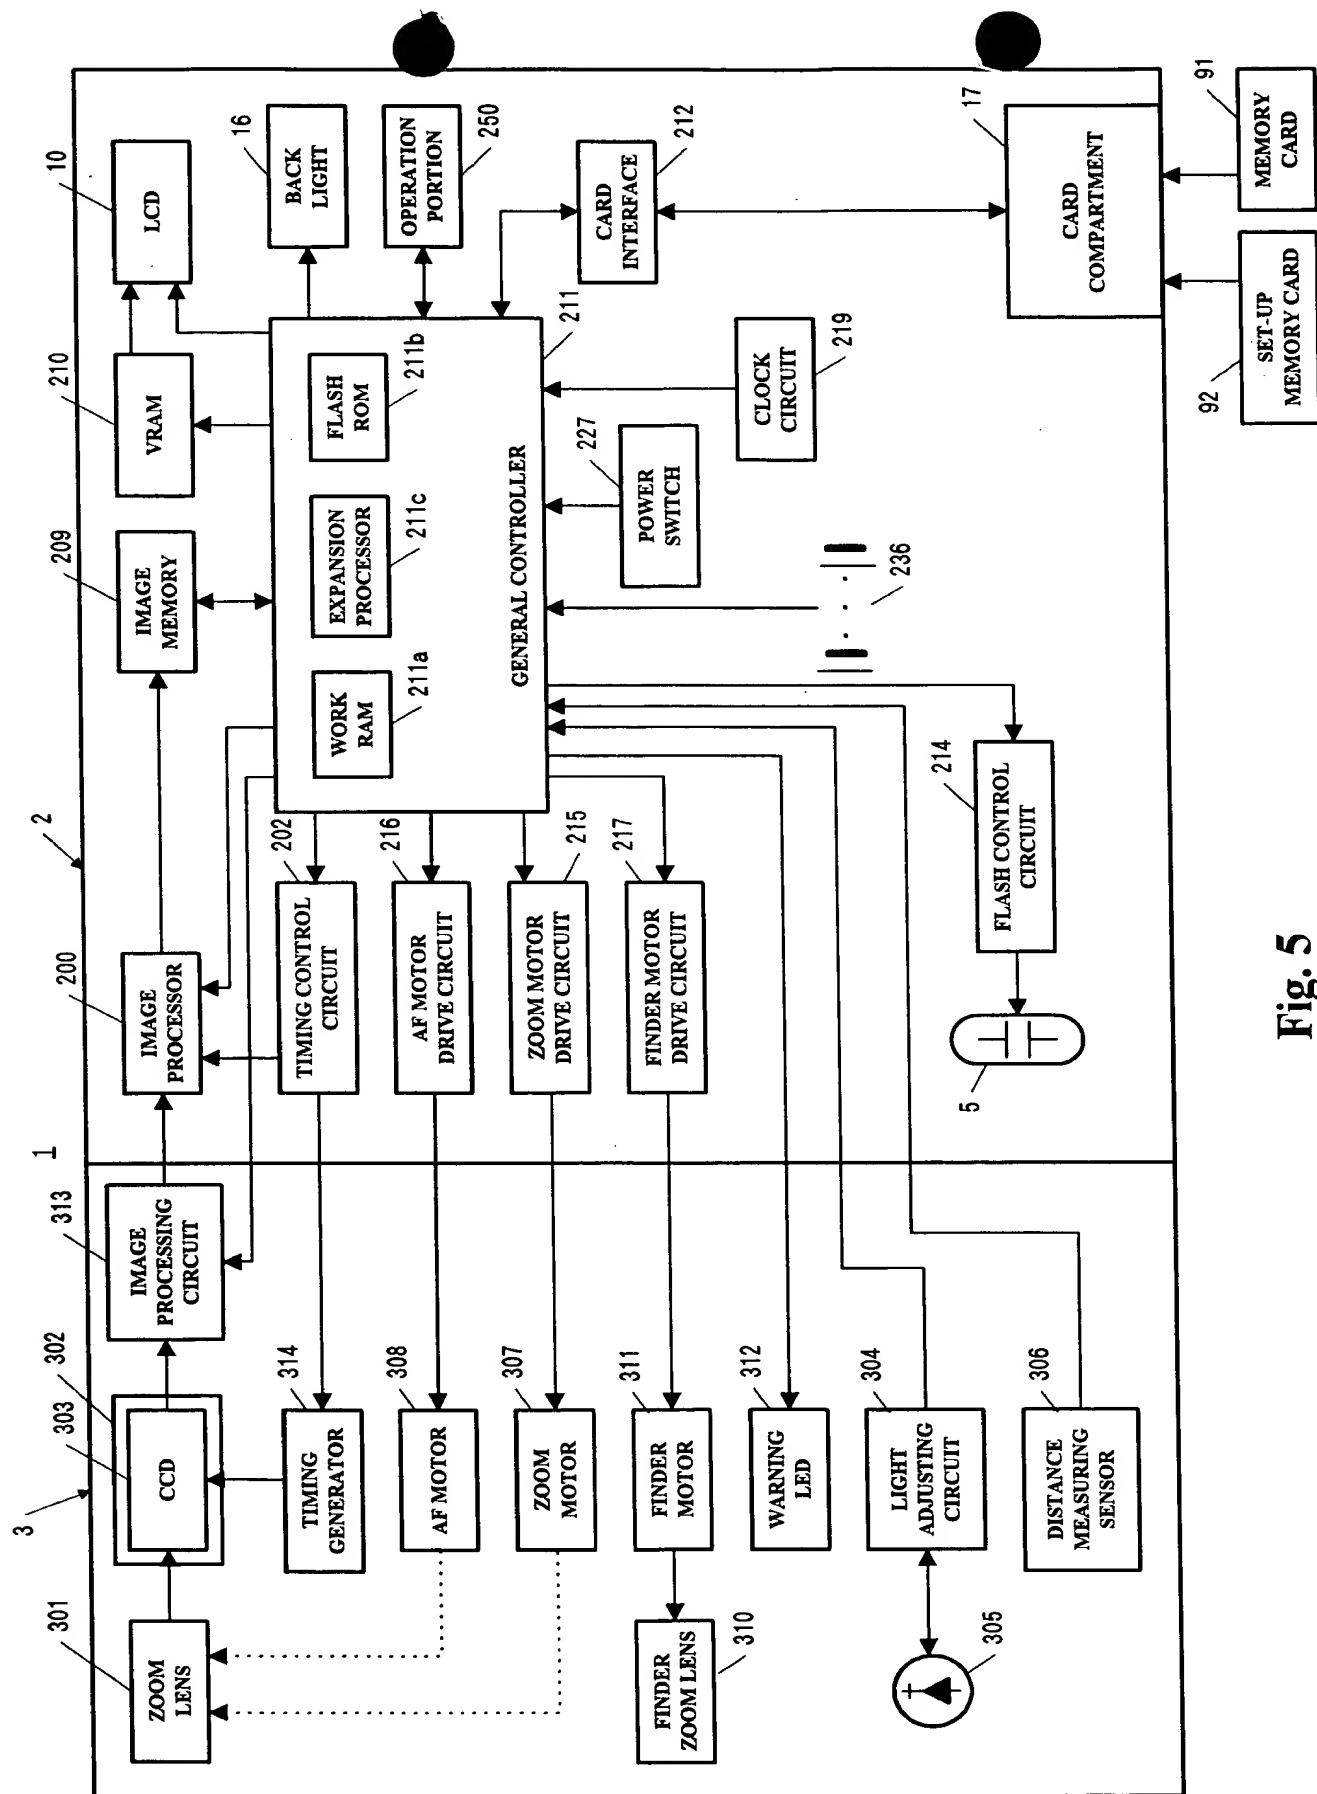 1
3
2
301
ZOOM
LENS
302
303
CCD
313
IMAGE
PROCESSING
CIRCUIT
200
IMAGE
PROCESSOR
209
IMAGE
MEMORY
210
VRAM
10
LCD
314
TIMING
GENERATOR
202
TIMING CONTROL
CIRCUIT
16
BACK
LIGHT
308
AF MOTOR
216
AF MOTOR
DRIVE CIRCUIT
WORK
RAM
211a
EXPANSION
PROCESSOR
211c
FLASH
ROM
211b
GENERAL CONTROLLER
211
OPERATION
PORTION
250
307
ZOOM
MOTOR
215
ZOOM MOTOR
DRIVE CIRCUIT
CARD
INTERFACE
212
FINDER
ZOOM LENS
310
311
FINDER
MOTOR
217
FINDER MOTOR
DRIVE CIRCUIT
227
POWER
SWITCH
312
WARNING
LED
CLOCK
CIRCUIT
219
236
305
304
LIGHT
ADJUSTING
CIRCUIT
5
214
FLASH CONTROL
CIRCUIT
306
DISTANCE
MEASURING
SENSOR
17
CARD
COMPARTMENT
92
SET-UP
MEMORY CARD
91
MEMORY
CARD
Fig. 5